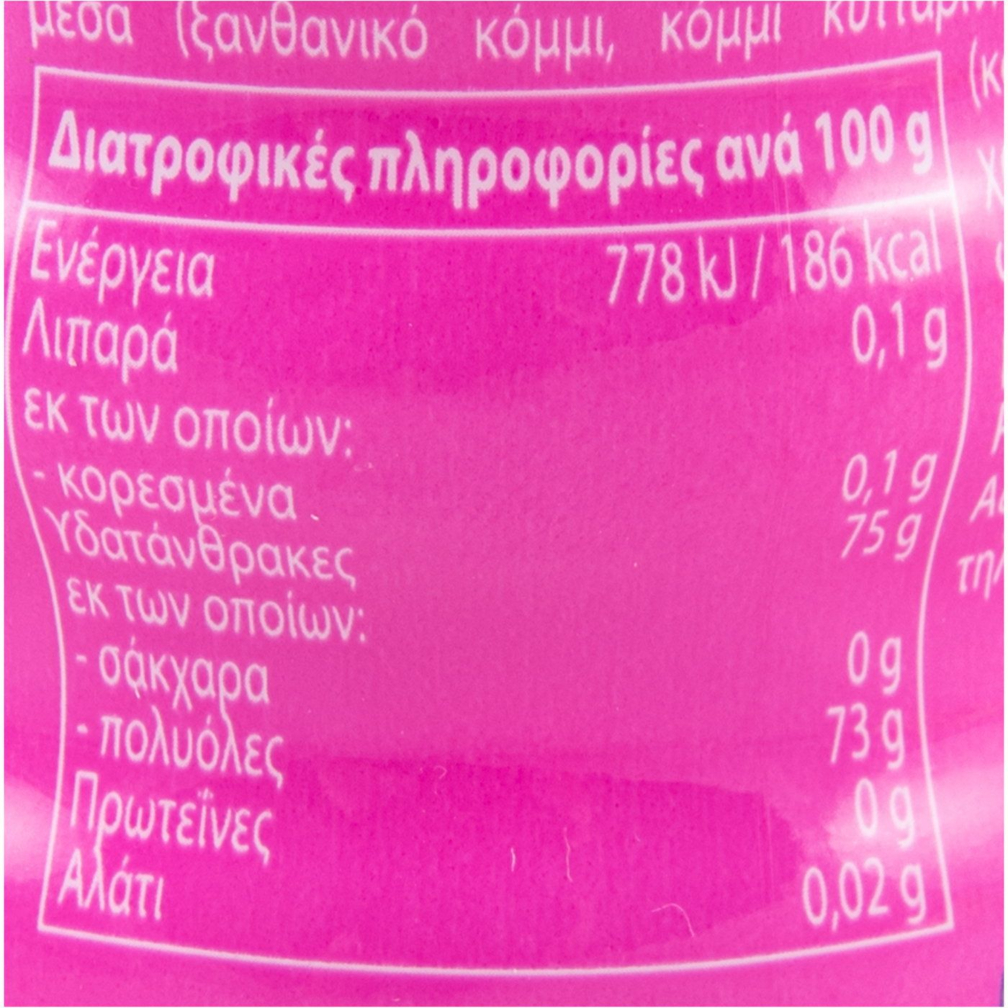 μέσα (ξανθανικό κόμμι, κόμμι
Διατροφικές πληροφορίες ανά 100 g
Ενέργεια 778 kJ / 186 kcal
Λιπαρά 0,1 g
εκ των οποίων:
- κορεσμένα 0,1 g
Υδατάνθρακες 75 g
εκ των οποίων:
- σάκχαρα 0 g
- πολυόλες 73 g
Πρωτεΐνες 0 g
Αλάτι 0,02 g